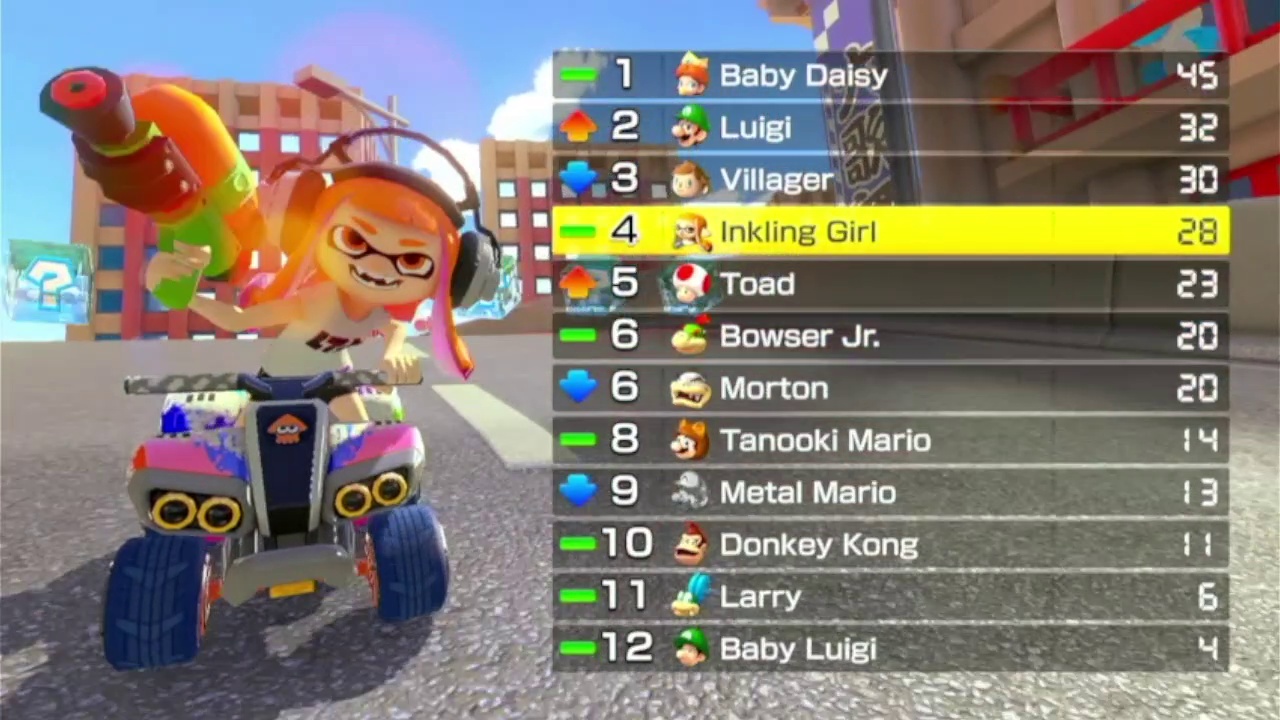 1 Baby Daisy 45
2 Luigi 32
3 Villager 30
4 Inkling Girl 28
5 Toad 23
6 Bowser Jr. 20
6 Morton 20
8 Tanooki Mario 14
9 Metal Mario 13
10 Donkey Kong 11
11 Larry 6
12 Baby Luigi 4